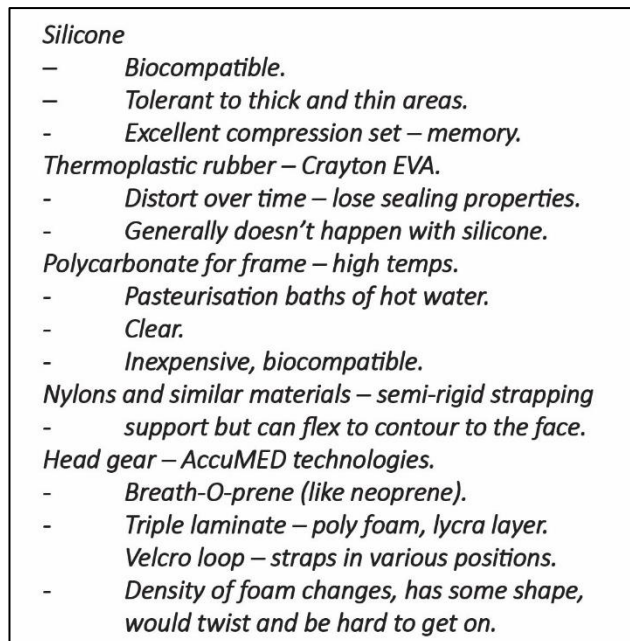 Silicone
– Biocompatible.
– Tolerant to thick and thin areas.
- Excellent compression set – memory.
Thermoplastic rubber – Crayton EVA.
- Distort over time – lose sealing properties.
- Generally doesn't happen with silicone.
Polycarbonate for frame – high temps.
- Pasteurisation baths of hot water.
- Clear.
- Inexpensive, biocompatible.
Nylons and similar materials – semi-rigid strapping
- support but can flex to contour to the face.
Head gear – AccuMED technologies.
- Breath-O-prene (like neoprene).
- Triple laminate – poly foam, lycra layer.
Velcro loop – straps in various positions.
- Density of foam changes, has some shape,
would twist and be hard to get on.